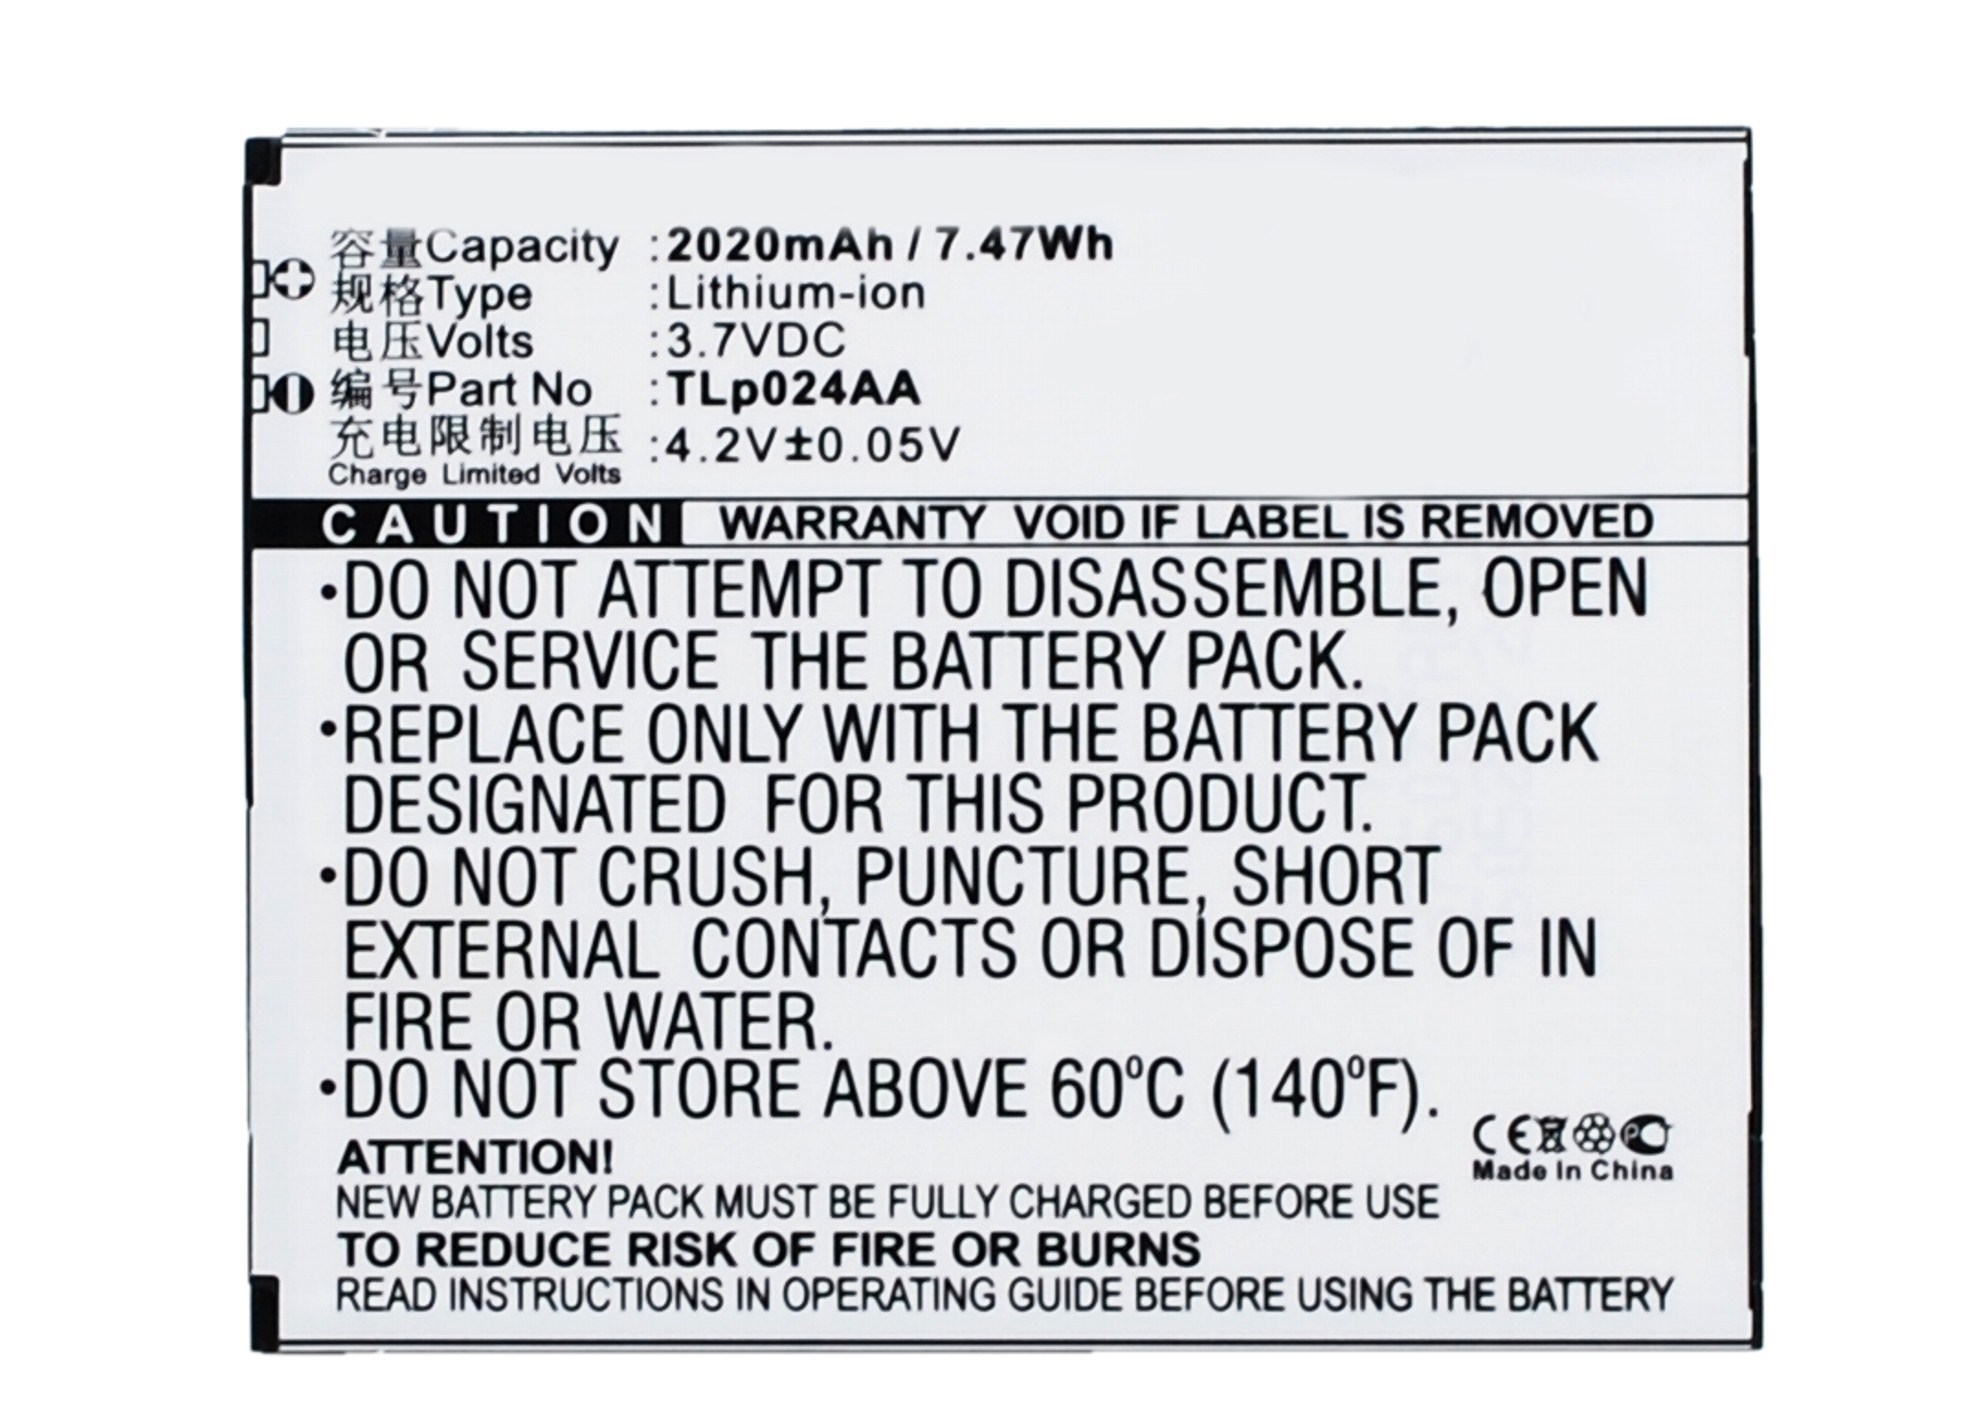 容量Capacity :2020mAh / 7.47Wh
规格Type :Lithium-ion
电压Volts :3.7VDC
编号Part No :TLp024AA
充电限制电压 :4.2V±0.05V
Charge Limited Volts
CAUTION WARRANTY VOID IF LABEL IS REMOVED
•DO NOT ATTEMPT TO DISASSEMBLE, OPEN
OR SERVICE THE BATTERY PACK.
•REPLACE ONLY WITH THE BATTERY PACK
DESIGNATED FOR THIS PRODUCT.
•DO NOT CRUSH, PUNCTURE, SHORT
EXTERNAL CONTACTS OR DISPOSE OF IN
FIRE OR WATER.
•DO NOT STORE ABOVE 60⁰C (140⁰F).
CE
Made In China
ATTENTION!
NEW BATTERY PACK MUST BE FULLY CHARGED BEFORE USE
TO REDUCE RISK OF FIRE OR BURNS
READ INSTRUCTIONS IN OPERATING GUIDE BEFORE USING THE BATTERY